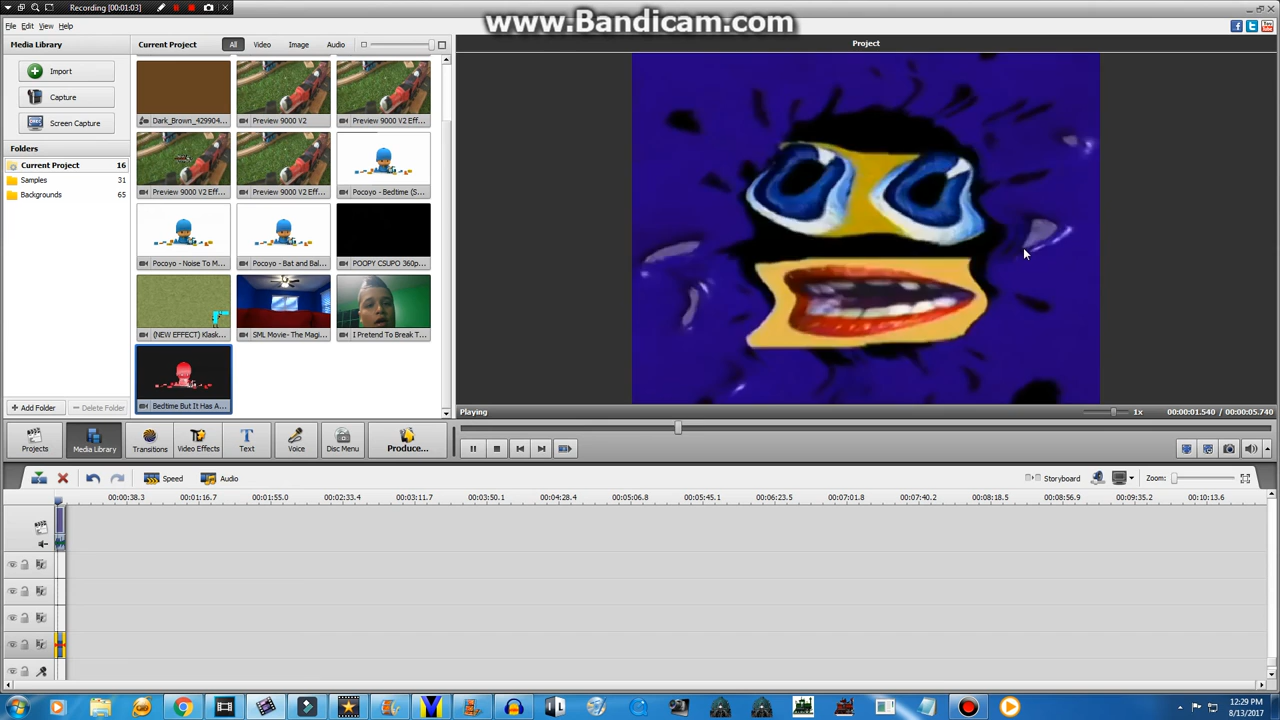 Recording [00:01:03]
www.Bandicam.com
File Edit View Help
Media Library
Current Project
All
Video
Image
Audio
Project
Import
Capture
Screen Capture
Folders
Current Project 16
Samples 31
Backgrounds 65
Dark_Brown_429904...
Preview 9000 V2
Preview 9000 V2 Eff...
Preview 9000 V2 Eff...
Preview 9000 V2 Eff...
Pocoyo - Bedtime (S...
Pocoyo - Noise To M...
Pocoyo - Bat and Bal...
POOPY CSUPO 360p...
(NEW EFFECT) Klask...
SML Movie- The Magi...
I Pretend To Break T...
Bedtime But It Has A...
Add Folder
Delete Folder
Playing
1x
00:00:01.540 / 00:00:05.740
Projects
Media Library
Transitions
Video Effects
Text
Voice
Disc Menu
Produce...
Speed
Audio
Storyboard
Zoom:
00:00:38.3 00:01:16.7 00:01:55.0 00:02:33.4 00:03:11.7 00:03:50.1 00:04:28.4 00:05:06.8 00:05:45.1 00:06:23.5 00:07:01.8 00:07:40.2 00:08:18.5 00:08:56.9 00:09:35.2 00:10:13.6
12:29 PM
8/13/2017